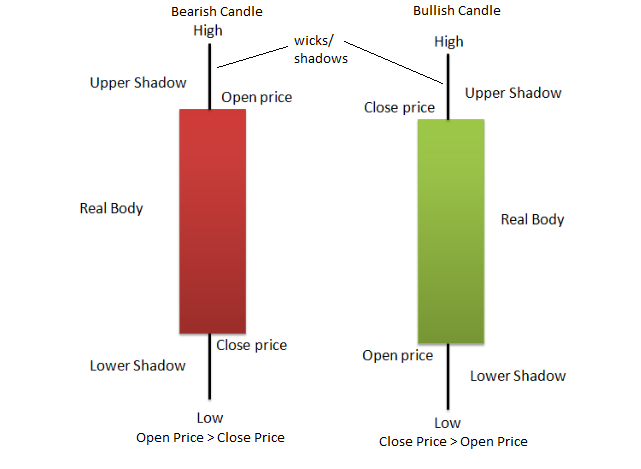 Bearish Candle
High
Upper Shadow
Open price
Real Body
Close price
Lower Shadow
Low
Open Price > Close Price
wicks/
shadows
Bullish Candle
High
Upper Shadow
Close price
Real Body
Open price
Lower Shadow
Low
Close Price > Open Price